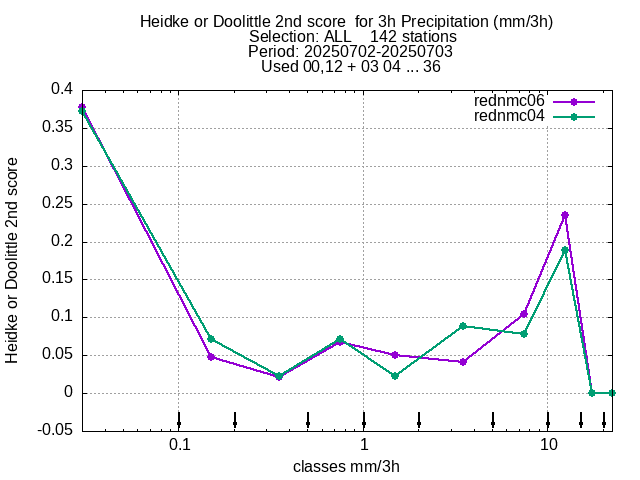 Heidke or Doolittle 2nd score  for 3h Precipitation (mm/3h)
Selection: ALL    142 stations
Period: 20250702-20250703
Used 00,12 + 03 04 ... 36
rednmc06
rednmc04
0.4
0.35
0.3
0.25
0.2
0.15
0.1
0.05
0
-0.05
Heidke or Doolittle 2nd score
0.1 1 10
classes mm/3h